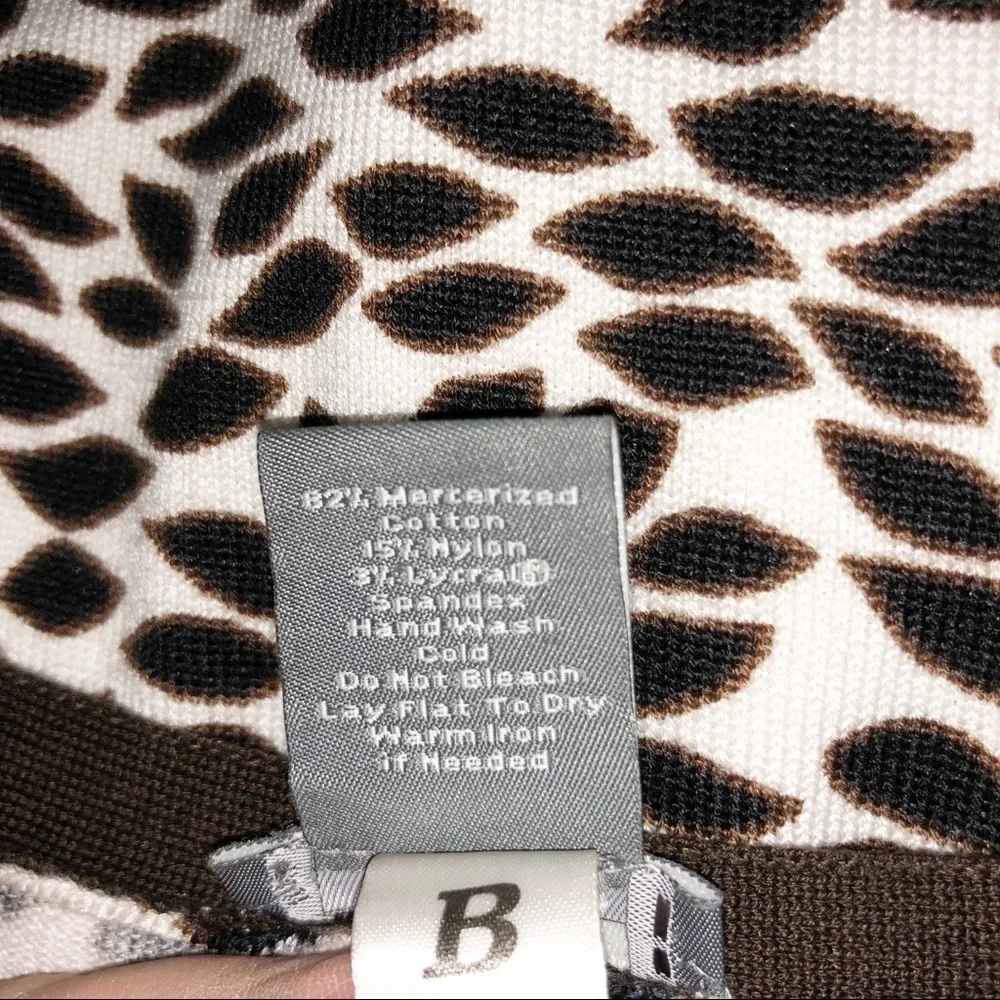 82% Mercerized
Cotton
15% Nylon
3% Lycra®
Spandex
Hand Wash
Cold
Do Not Bleach
Lay Flat To Dry
Warm Iron
if Needed
B